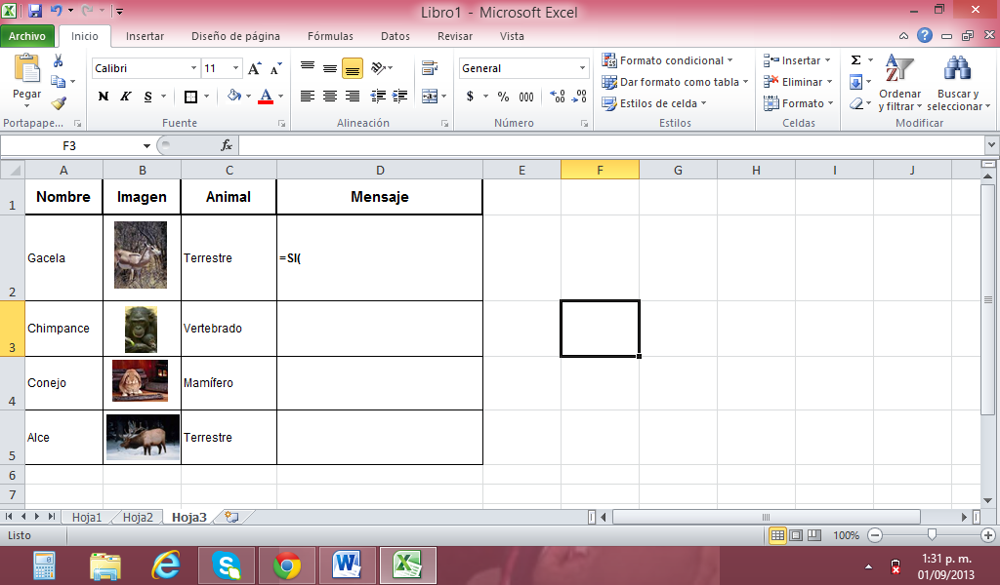 Libro1 - Microsoft Excel
Archivo Inicio Insertar Diseño de página Fórmulas Datos Revisar Vista
Pegar
Calibri 11
N K S
General
$ % 000
Formato condicional
Dar formato como tabla
Estilos de celda
Insertar
Eliminar
Formato
Σ
Ordenar y filtrar
Buscar y seleccionar
Portapape... Fuente Alineación Número Estilos Celdas Modificar
F3 fx
A B C D E F G H I J
1 Nombre Imagen Animal Mensaje
2 Gacela Terrestre =SI(
3 Chimpance Vertebrado
4 Conejo Mamífero
5 Alce Terrestre
6
7
Hoja1 Hoja2 Hoja3
Listo 100%
1:31 p. m.
01/09/2013